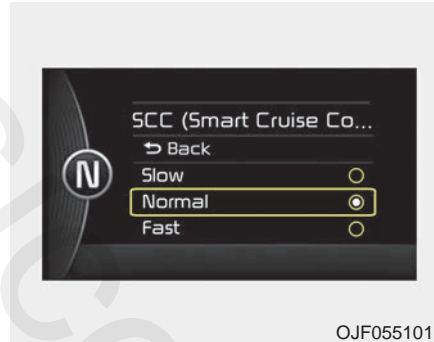 SCC (Smart Cruise Co...
Back
N
Slow
Normal
Fast
OJF055101